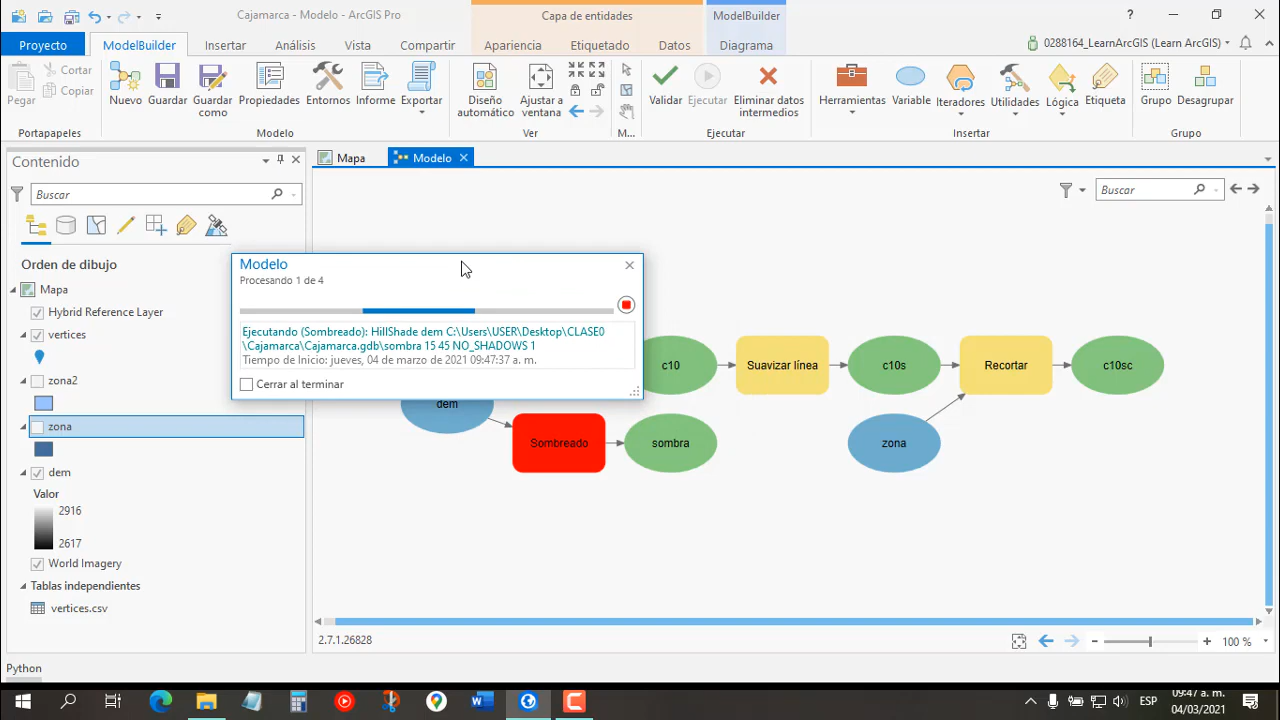 Cajamarca - Modelo - ArcGIS Pro
Capa de entidades
ModelBuilder
?
Proyecto
ModelBuilder
Insertar
Análisis
Vista
Compartir
Apariencia
Etiquetado
Datos
Diagrama
0288164_LearnArcGIS (Learn ArcGIS)
Pegar
Cortar
Copiar
Nuevo
Guardar
Guardar como
Propiedades
Entornos
Informe
Exportar
Diseño automático
Ajustar a ventana
Validar
Ejecutar
Eliminar datos intermedios
Herramientas
Variable
Iteradores
Utilidades
Lógica
Etiqueta
Grupo
Desagrupar
Portapapeles
Modelo
Ver
M...
Ejecutar
Insertar
Grupo
Contenido
Buscar
Orden de dibujo
Mapa
Hybrid Reference Layer
vertices
zona2
zona
dem
Valor
2916
2617
World Imagery
Tablas independientes
vertices.csv
Mapa
Modelo
Buscar
Modelo
Procesando 1 de 4
Ejecutando (Sombreado): HillShade dem C:\Users\USER\Desktop\CLASE0
\Cajamarca\Cajamarca.gdb\sombra 15 45 NO_SHADOWS 1
Tiempo de Inicio: jueves, 04 de marzo de 2021 09:47:37 a. m.
Cerrar al terminar
c10
Suavizar línea
c10s
Recortar
c10sc
dem
Sombreado
sombra
zona
2.7.1.26828
100 %
Python
ESP
09:47 a. m.
04/03/2021